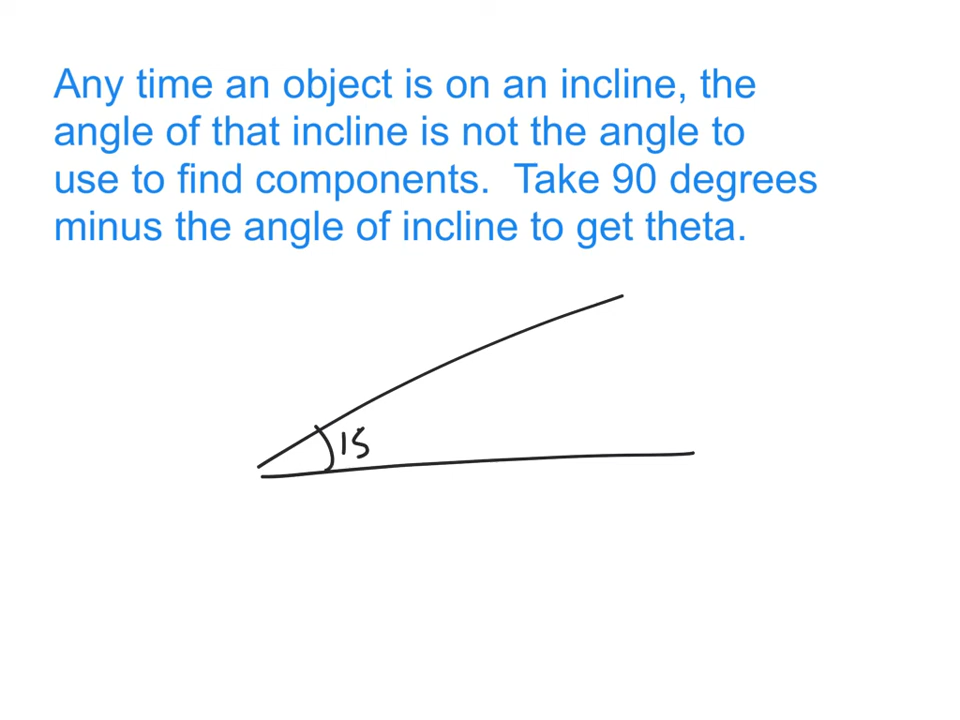 Any time an object is on an incline, the
angle of that incline is not the angle to
use to find components.  Take 90 degrees
minus the angle of incline to get theta.
15